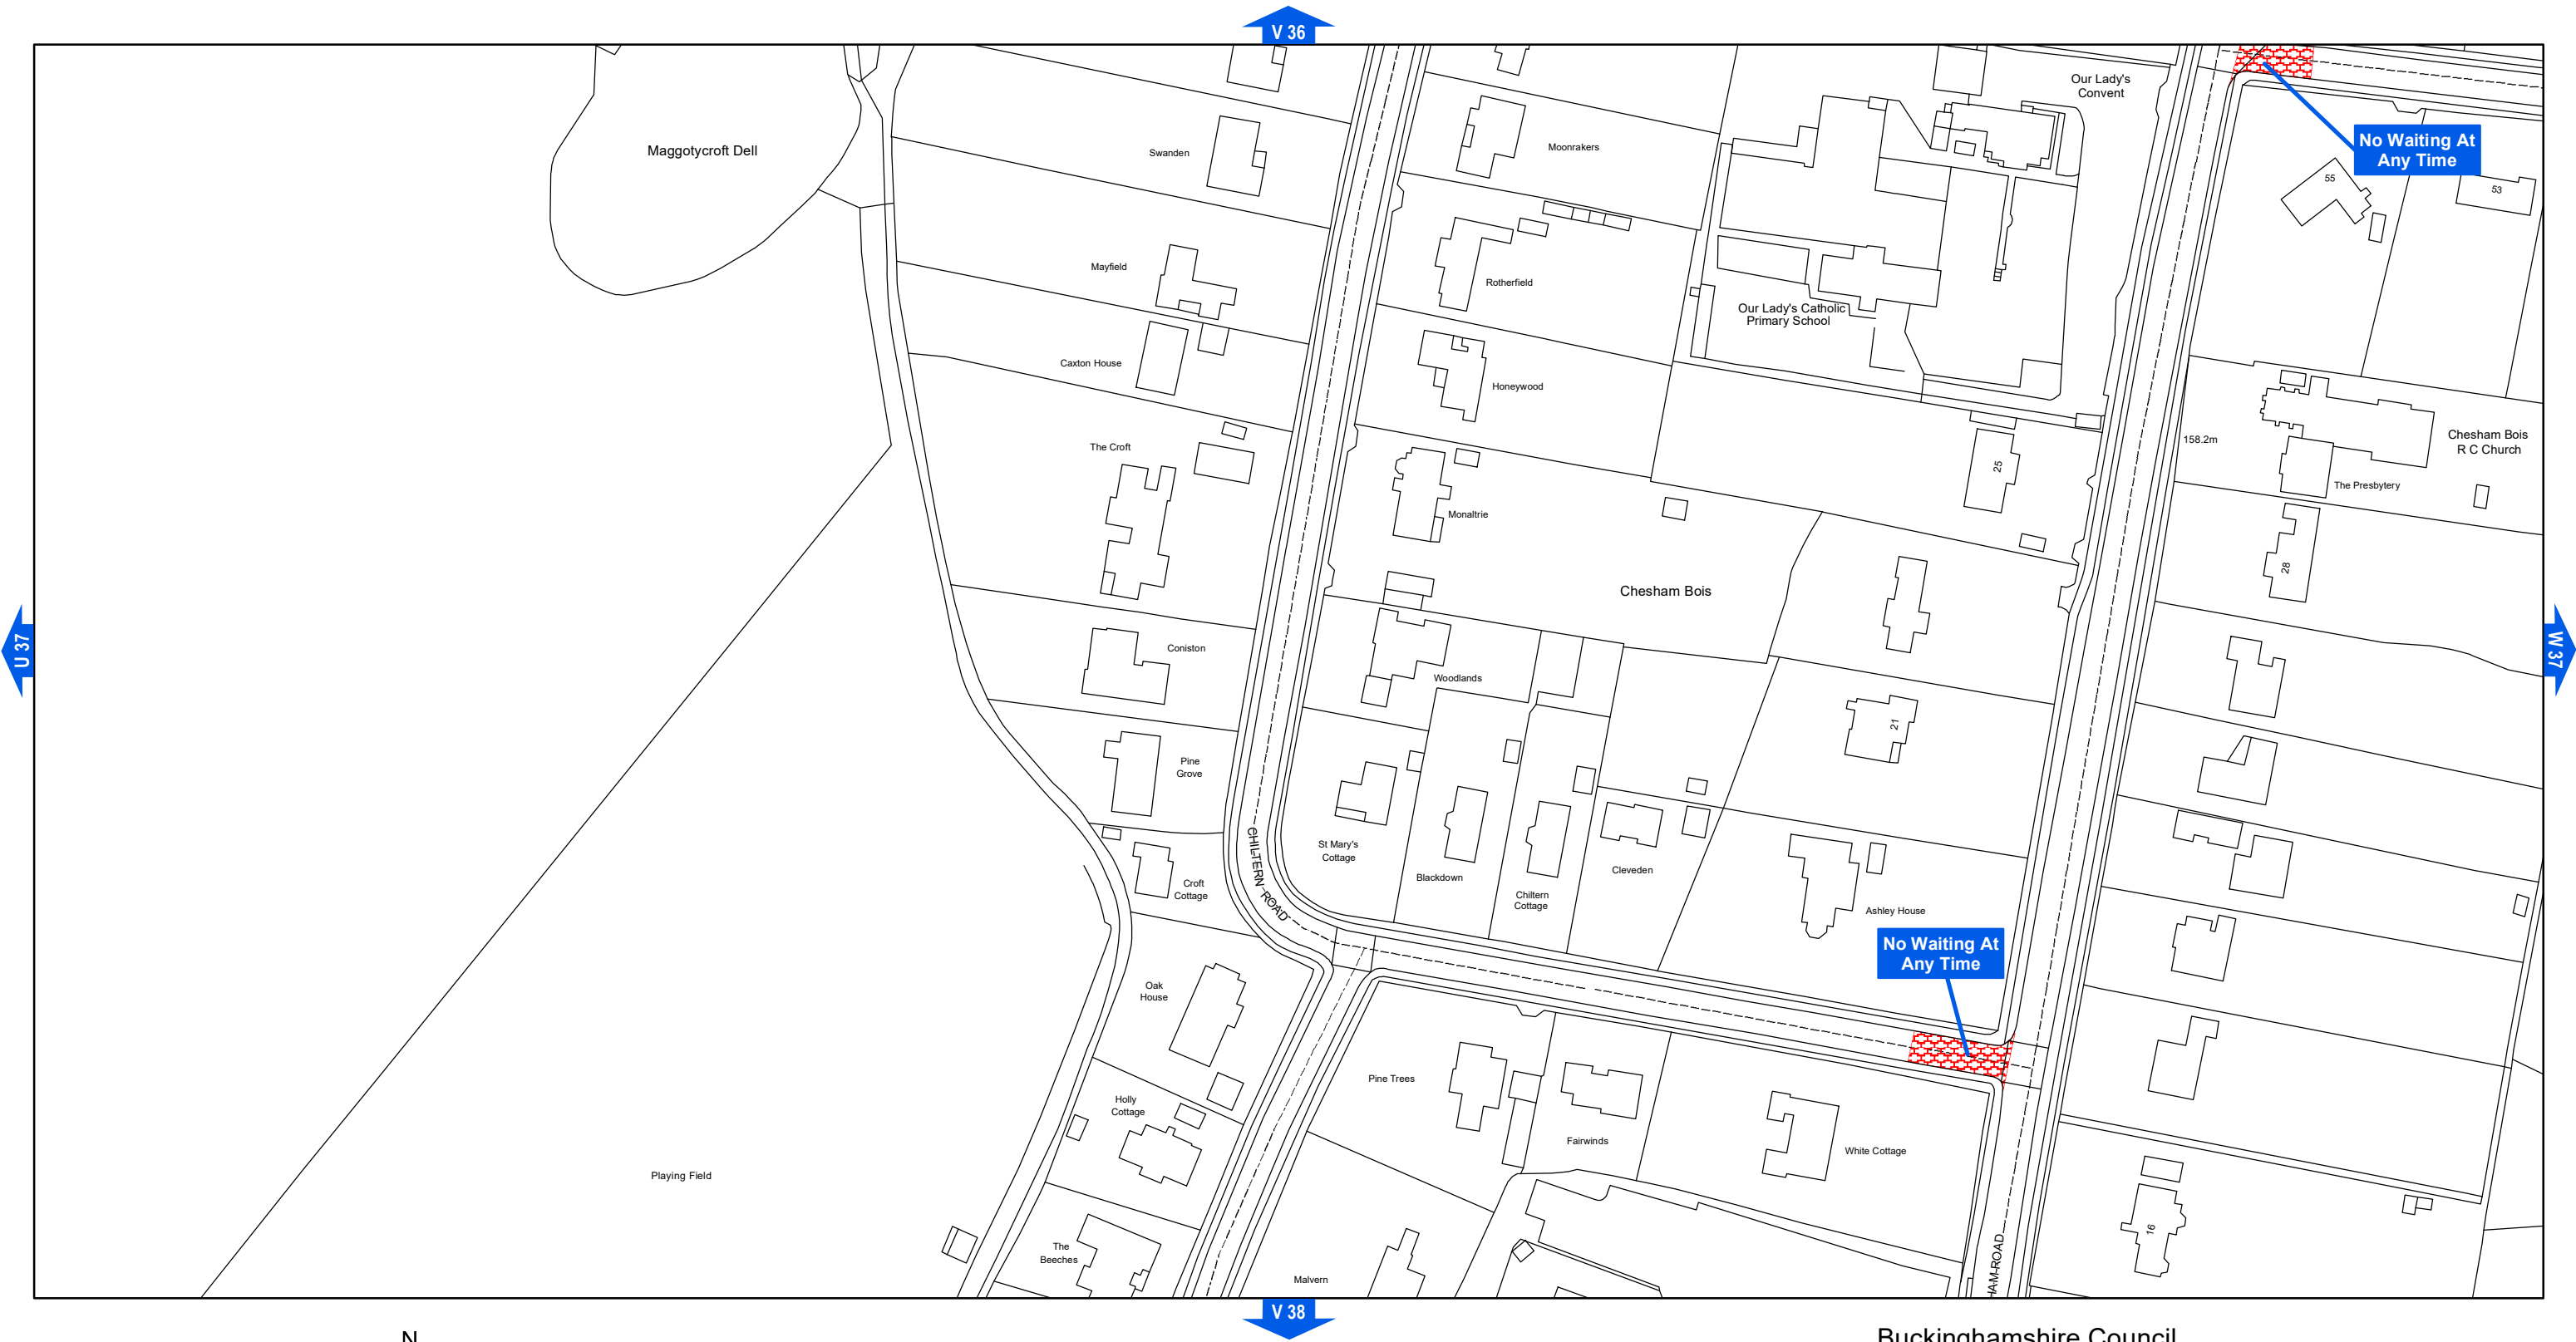 V 36
Our Lady's
Convent
No Waiting At
Any Time
Maggotycroft Dell
Swanden
Moonrakers
55
53
Mayfield
Rotherfield
Our Lady's Catholic
Primary School
Caxton House
Honeywood
The Croft
158.2m
Chesham Bois
R C Church
25
The Presbytery
Monaltrie
28
Chesham Bois
U 37
W 37
Coniston
Woodlands
21
Pine
Grove
CHILTERN ROAD
St Mary's
Cottage
Blackdown
Cleveden
Croft
Cottage
Chiltern
Cottage
Ashley House
No Waiting At
Any Time
Oak
House
Pine Trees
Holly
Cottage
Fairwinds
White Cottage
Playing Field
16
The
Beeches
HAM ROAD
Malvern
V 38
N
Buckinghamshire Council